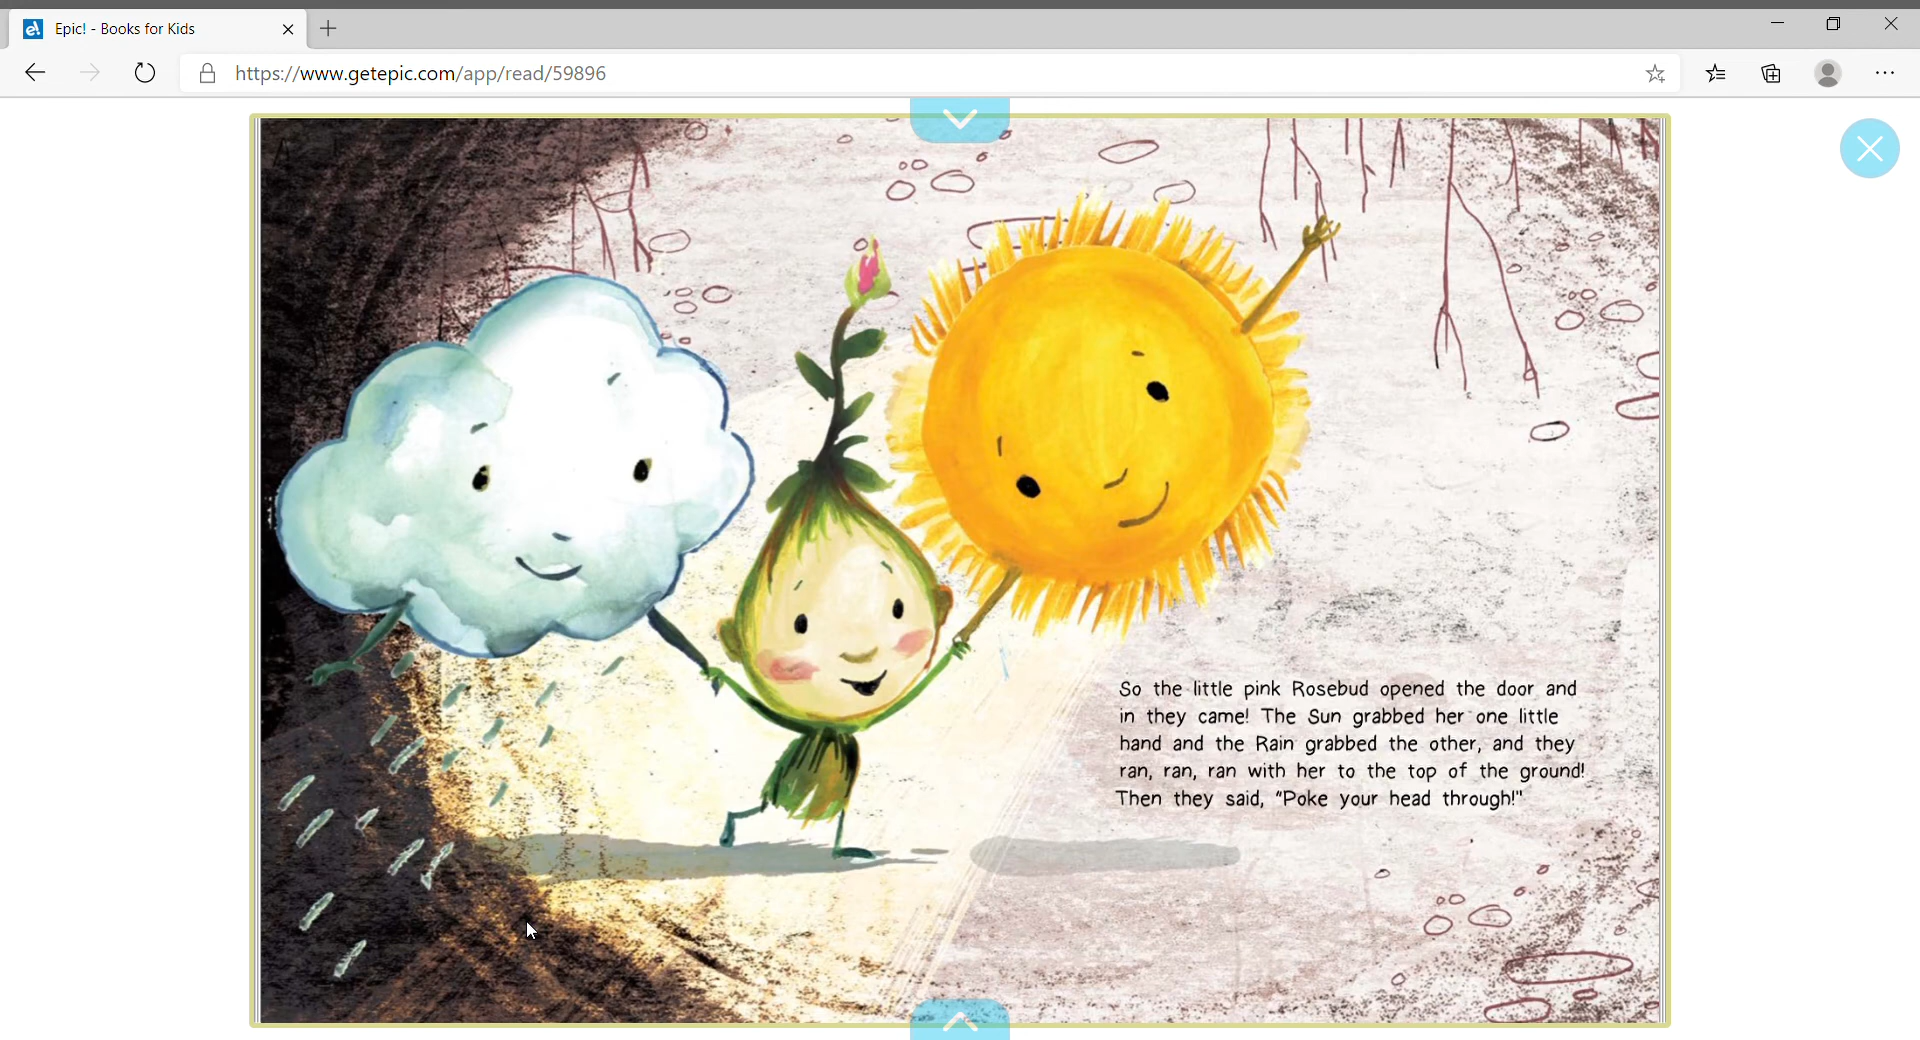 Epic! - Books for Kids
https://www.getepic.com/app/read/59896
So the little pink Rosebud opened the door and
in they came! The Sun grabbed her one little
hand and the Rain grabbed the other, and they
ran, ran, ran with her to the top of the ground!
Then they said, “Poke your head through!"